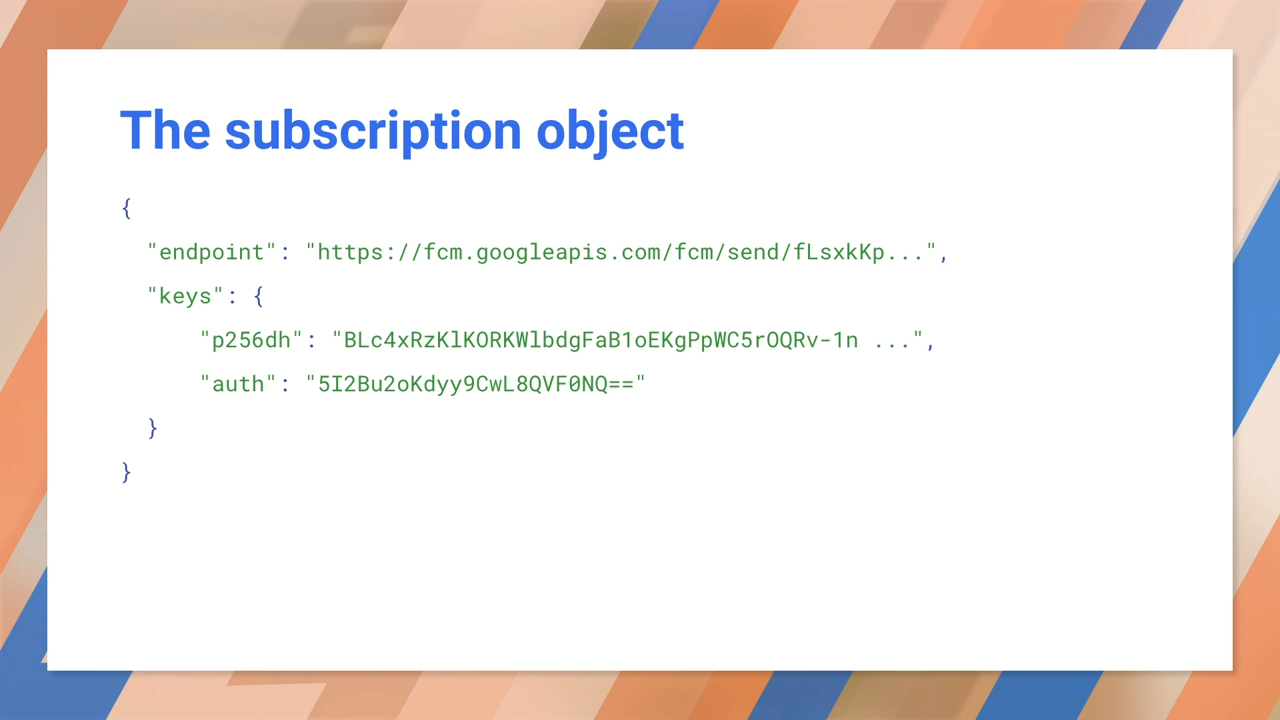 The subscription object
{
"endpoint": "https://fcm.googleapis.com/fcm/send/fLsxkKp...",
"keys": {
"p256dh": "BLc4xRzKlKORKWlbdgFaB1oEKgPpWC5rOQRv-1n ...",
"auth": "5I2Bu2oKdyy9CwL8QVF0NQ=="
}
}